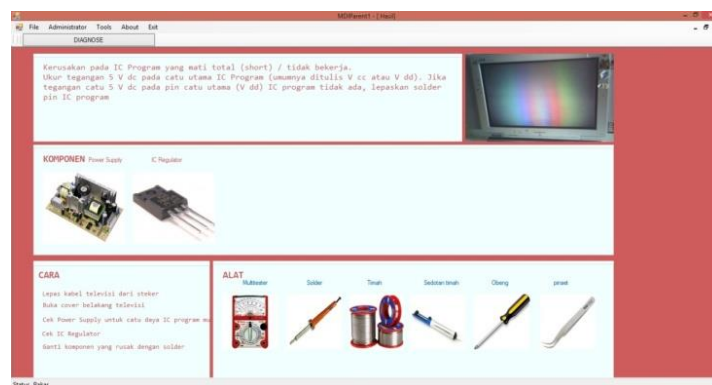 MDIParent1 - [Hasil]
File Administrator Tools About Exit
DIAGNOSE
Kerusakan pada IC Program yang mati total (short) / tidak bekerja.
Ukur tegangan 5 V dc pada catu utama IC Program (umumnya ditulis V cc atau V dd). Jika
tegangan catu 5 V dc pada pin catu utama (V dd) IC program tidak ada, lepaskan solder
pin IC program
KOMPONEN Power Supply IC Regulator
CARA
Lepas kabel televisi dari steker
Buka cover belakang televisi
Cek Power Supply untuk catu daya IC program mu
Cek IC Regulator
Ganti komponen yang rusak dengan solder
ALAT
Multitester Solder Timah Sedotan timah Obeng pinset
Status Pakar